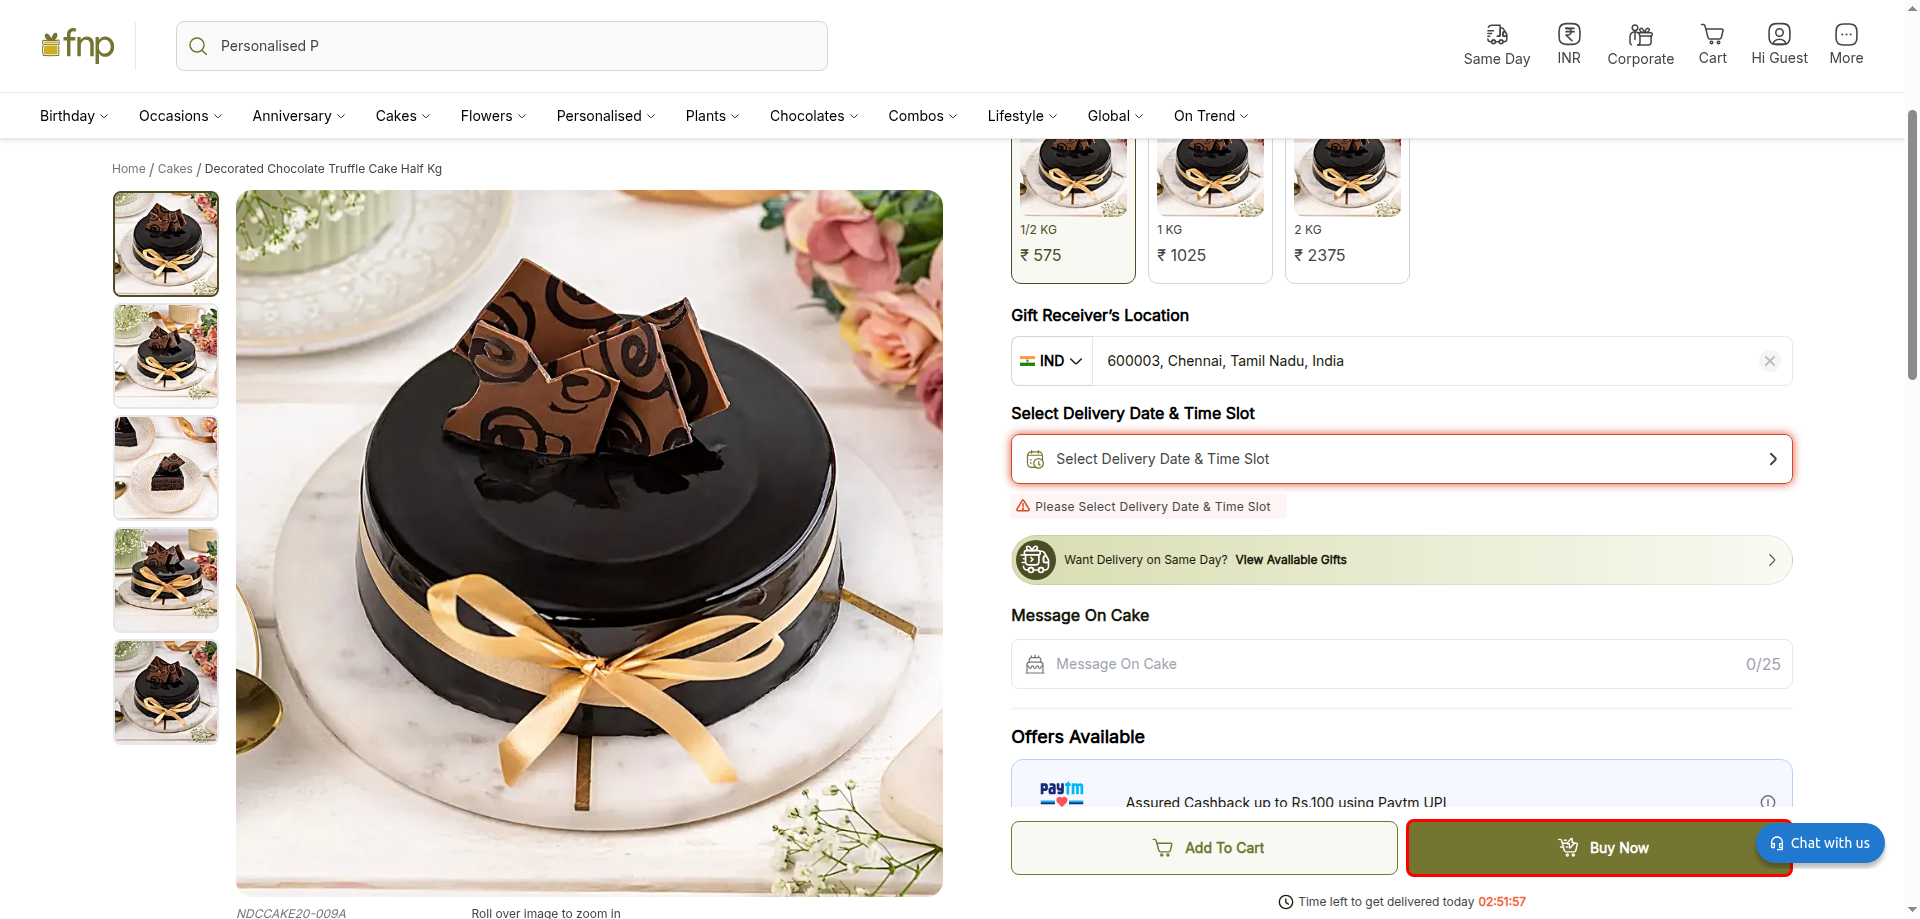 fnp
Personalised P
Same Day
INR
Corporate
Cart
Hi Guest
More
Birthday
Occasions
Anniversary
Cakes
Flowers
Personalised
Plants
Chocolates
Combos
Lifestyle
Global
On Trend
Home / Cakes / Decorated Chocolate Truffle Cake Half Kg
1/2 KG
₹ 575
1 KG
₹ 1025
2 KG
₹ 2375
Gift Receiver's Location
IND
600003, Chennai, Tamil Nadu, India
Select Delivery Date & Time Slot
Select Delivery Date & Time Slot
Please Select Delivery Date & Time Slot
Want Delivery on Same Day? View Available Gifts
Message On Cake
Message On Cake
0/25
Offers Available
paytm
Assured Cashback up to Rs.100 using Paytm UPI
Add To Cart
Buy Now
Chat with us
Time left to get delivered today 02:51:57
NDCCAKE20-009A
Roll over image to zoom in